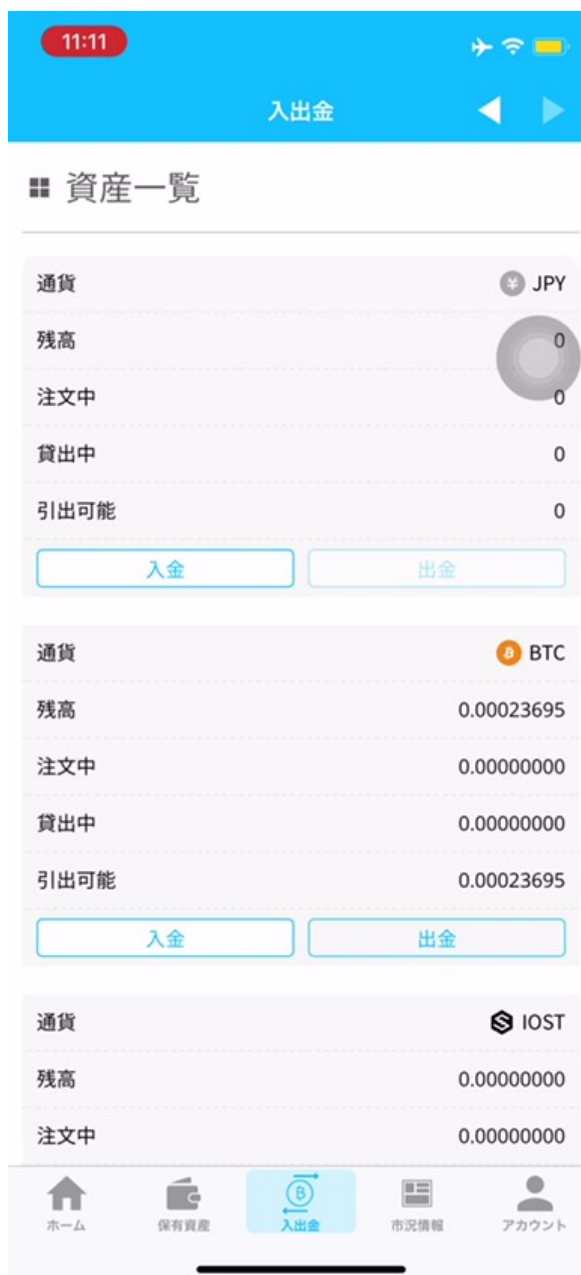 11:11
入出金
資産一覧
通貨 JPY
残高 0
注文中 0
貸出中 0
引出可能 0
入金 出金
通貨 BTC
残高 0.00023695
注文中 0.00000000
貸出中 0.00000000
引出可能 0.00023695
入金 出金
通貨 IOST
残高 0.00000000
注文中 0.00000000
ホーム 保有資産 入出金 市況情報 アカウント